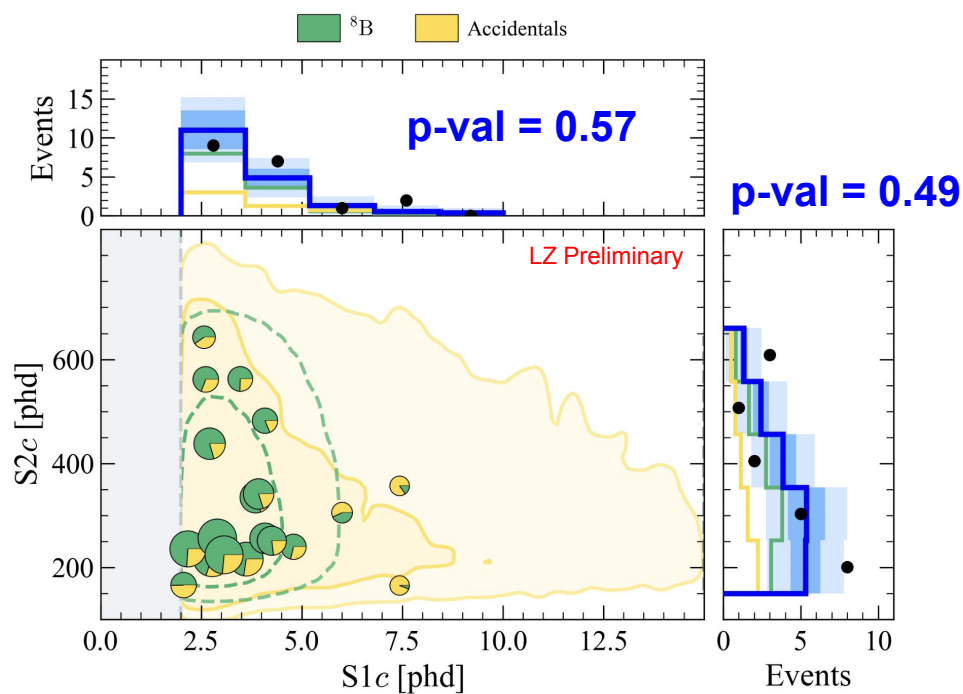 ⁸B Accidentals
Events
15
10
5
0
p-val = 0.57
p-val = 0.49
LZ Preliminary
S2c [phd]
600
400
200
0.0 2.5 5.0 7.5 10.0 12.5
S1c [phd]
0 5 10
Events